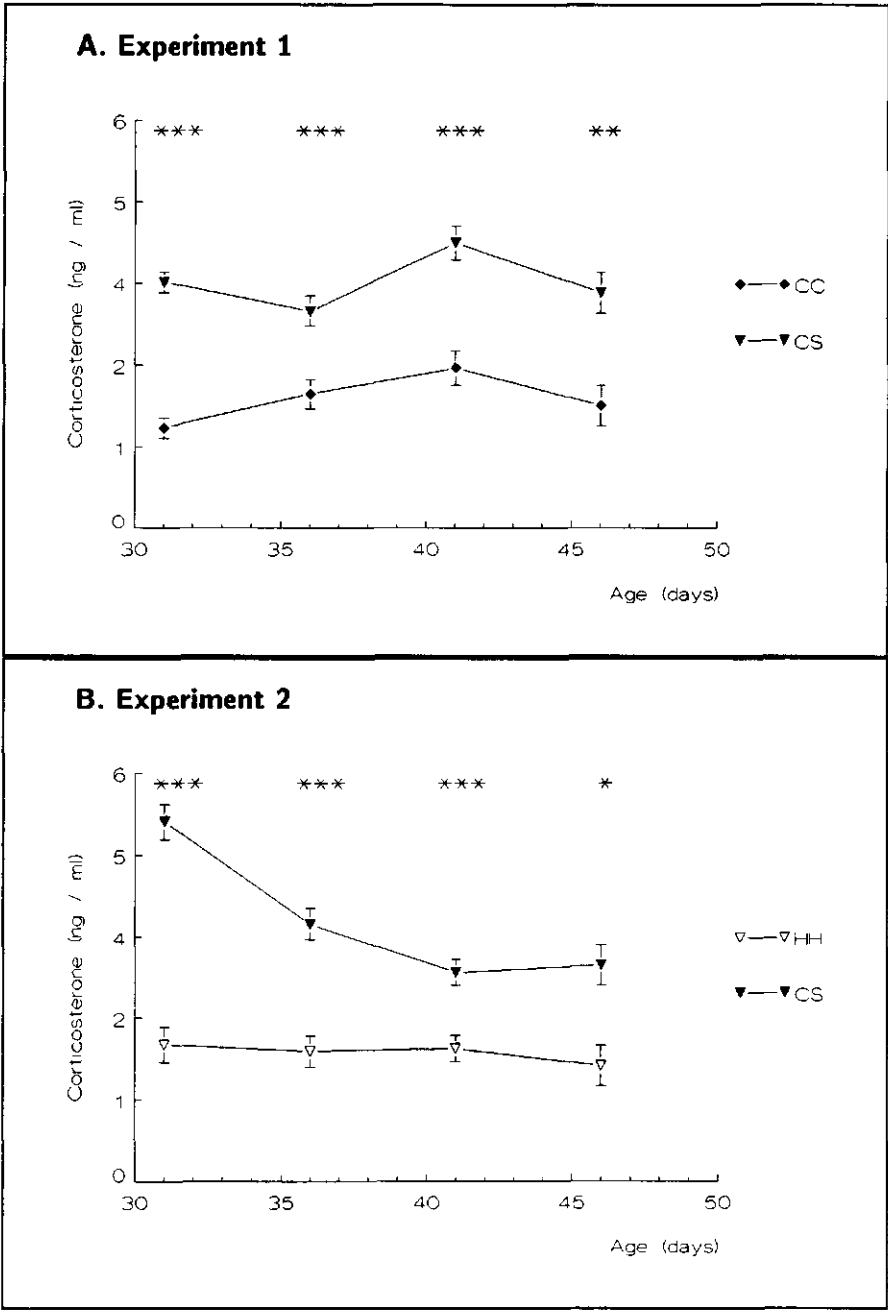 A. Experiment 1
*** *** *** **
6
5
4
2
1
0
Corticosterone (ng / ml)
30 35 40 45 50
Age (days)
CC
CS
B. Experiment 2
*** *** *** *
6
5
4
2
1
0
Corticosterone (ng / ml)
30 35 40 45 50
Age (days)
HH
CS